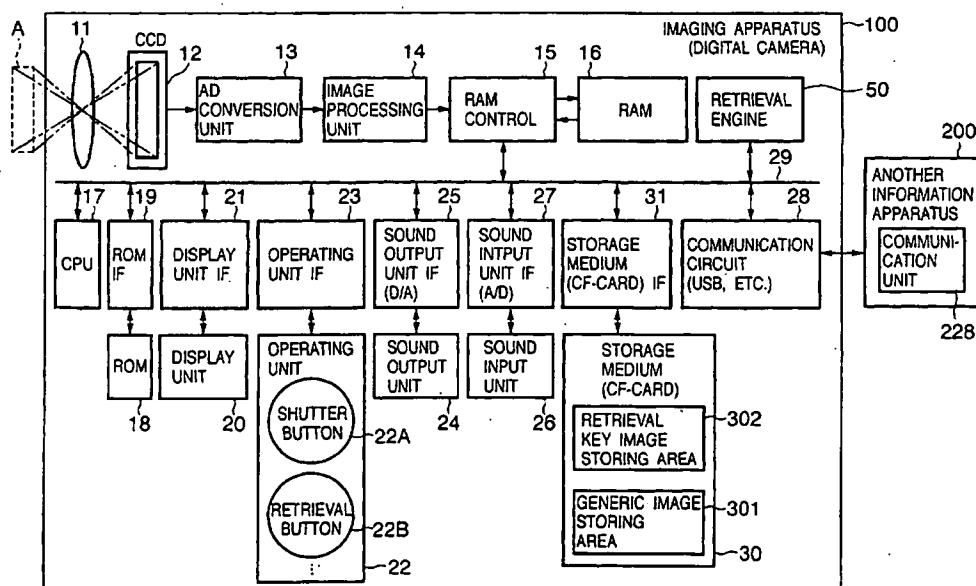 A
11
CCD
12
13
14
15
16
IMAGING APPARATUS
(DIGITAL CAMERA)
100
AD
CONVERSION
UNIT
IMAGE
PROCESSING
UNIT
RAM
CONTROL
RAM
RETRIEVAL
ENGINE
50
29
200
17
19
21
23
25
27
31
28
CPU
ROM
IF
DISPLAY
UNIT IF
OPERATING
UNIT IF
SOUND
OUTPUT
UNIT IF
(D/A)
SOUND
INTPUT
UNIT IF
(A/D)
STORAGE
MEDIUM
(CF-CARD) IF
COMMUNICATION
CIRCUIT
(USB, ETC.)
ANOTHER
INFORMATION
APPARATUS
COMMUNI-
CATION
UNIT
228
ROM
18
DISPLAY
UNIT
20
OPERATING
UNIT
SHUTTER
BUTTON
22A
RETRIEVAL
BUTTON
22B
22
SOUND
OUTPUT
UNIT
24
SOUND
INPUT
UNIT
26
STORAGE
MEDIUM
(CF-CARD)
302
RETRIEVAL
KEY IMAGE
STORING AREA
301
GENERIC IMAGE
STORING
AREA
30